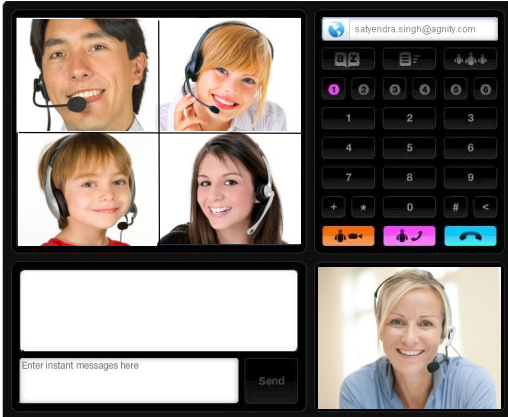 satyendra.singh@agnity.com
a z
1 2 3 4 5 6
1 2 3
4 5 6
7 8 9
+ * 0 # <
Enter instant messages here
Send